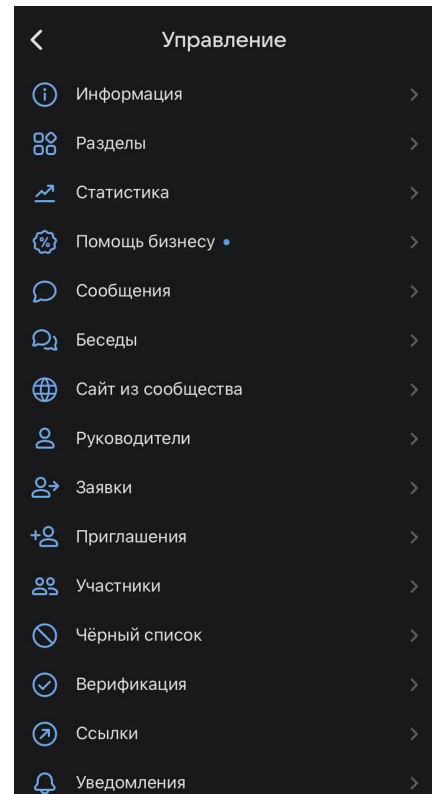 Управление
Информация
Разделы
Статистика
Помощь бизнесу
Сообщения
Беседы
Сайт из сообщества
Руководители
Заявки
Приглашения
Участники
Чёрный список
Верификация
Ссылки
Уведомления